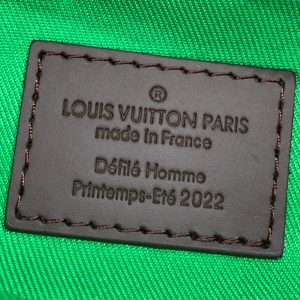 ®
LOUIS VUITTON PARIS
made in France
Défilé Homme
Printemps-Eté 2022